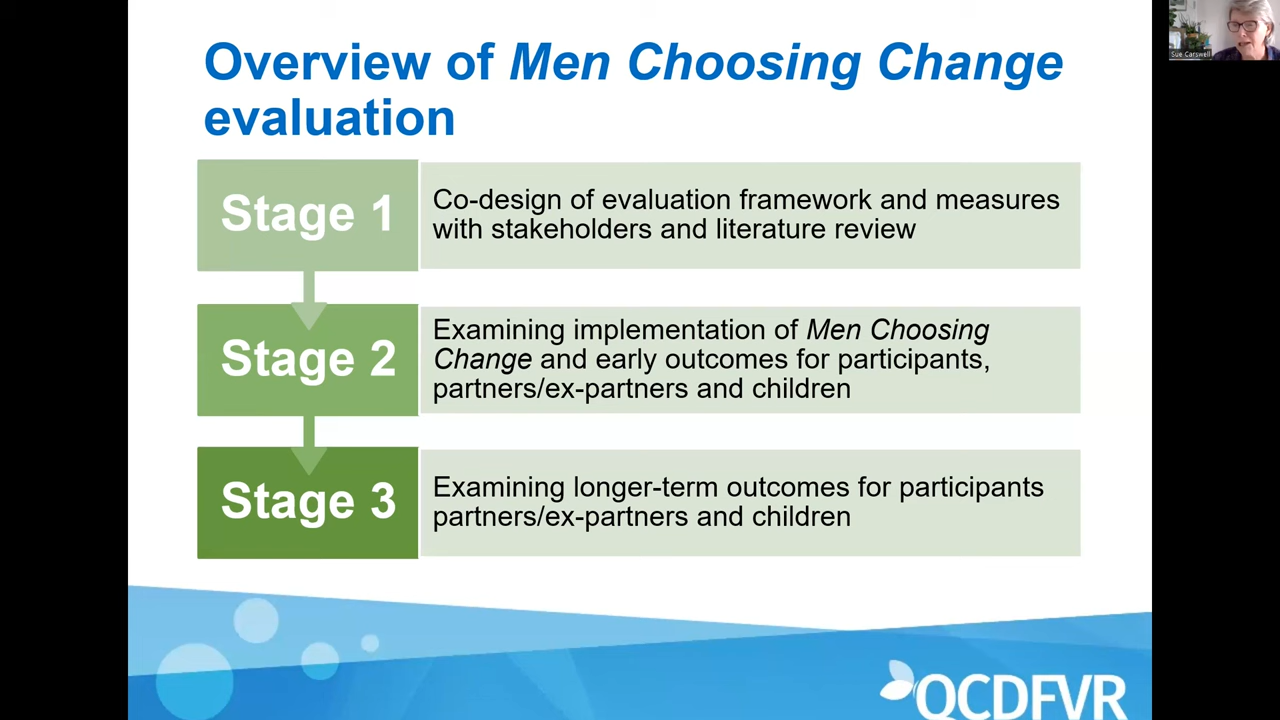 Overview of Men Choosing Change
evaluation
Sue Carswell
Stage 1
Co-design of evaluation framework and measures
with stakeholders and literature review
Stage 2
Examining implementation of Men Choosing
Change and early outcomes for participants,
partners/ex-partners and children
Stage 3
Examining longer-term outcomes for participants
partners/ex-partners and children
QCDFVR